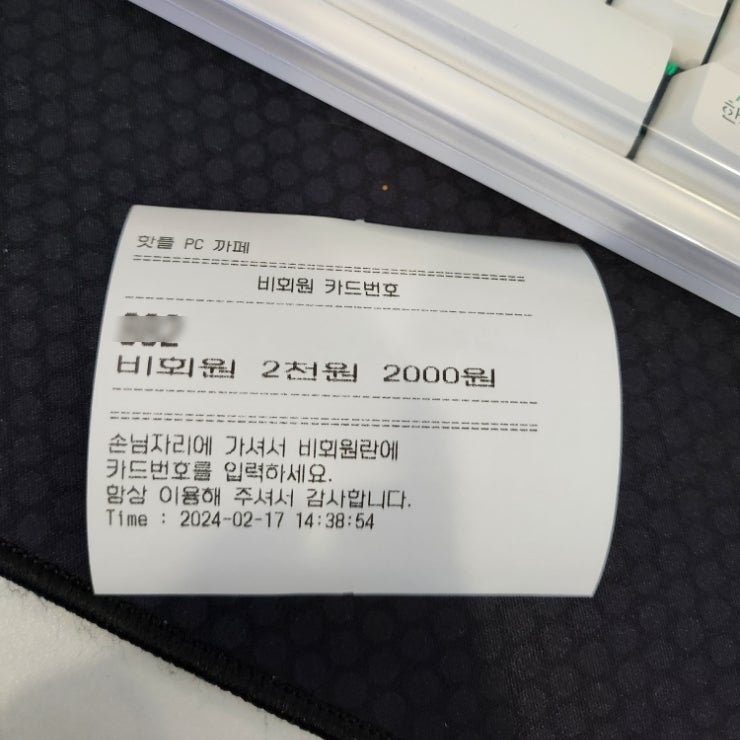 핫플 PC 까페
비회원 카드번호
비회원 2천원 2000원
손님자리에 가셔서 비회원란에
카드번호를 입력하세요.
항상 이용해 주셔서 감사합니다.
Time : 2024-02-17 14:38:54